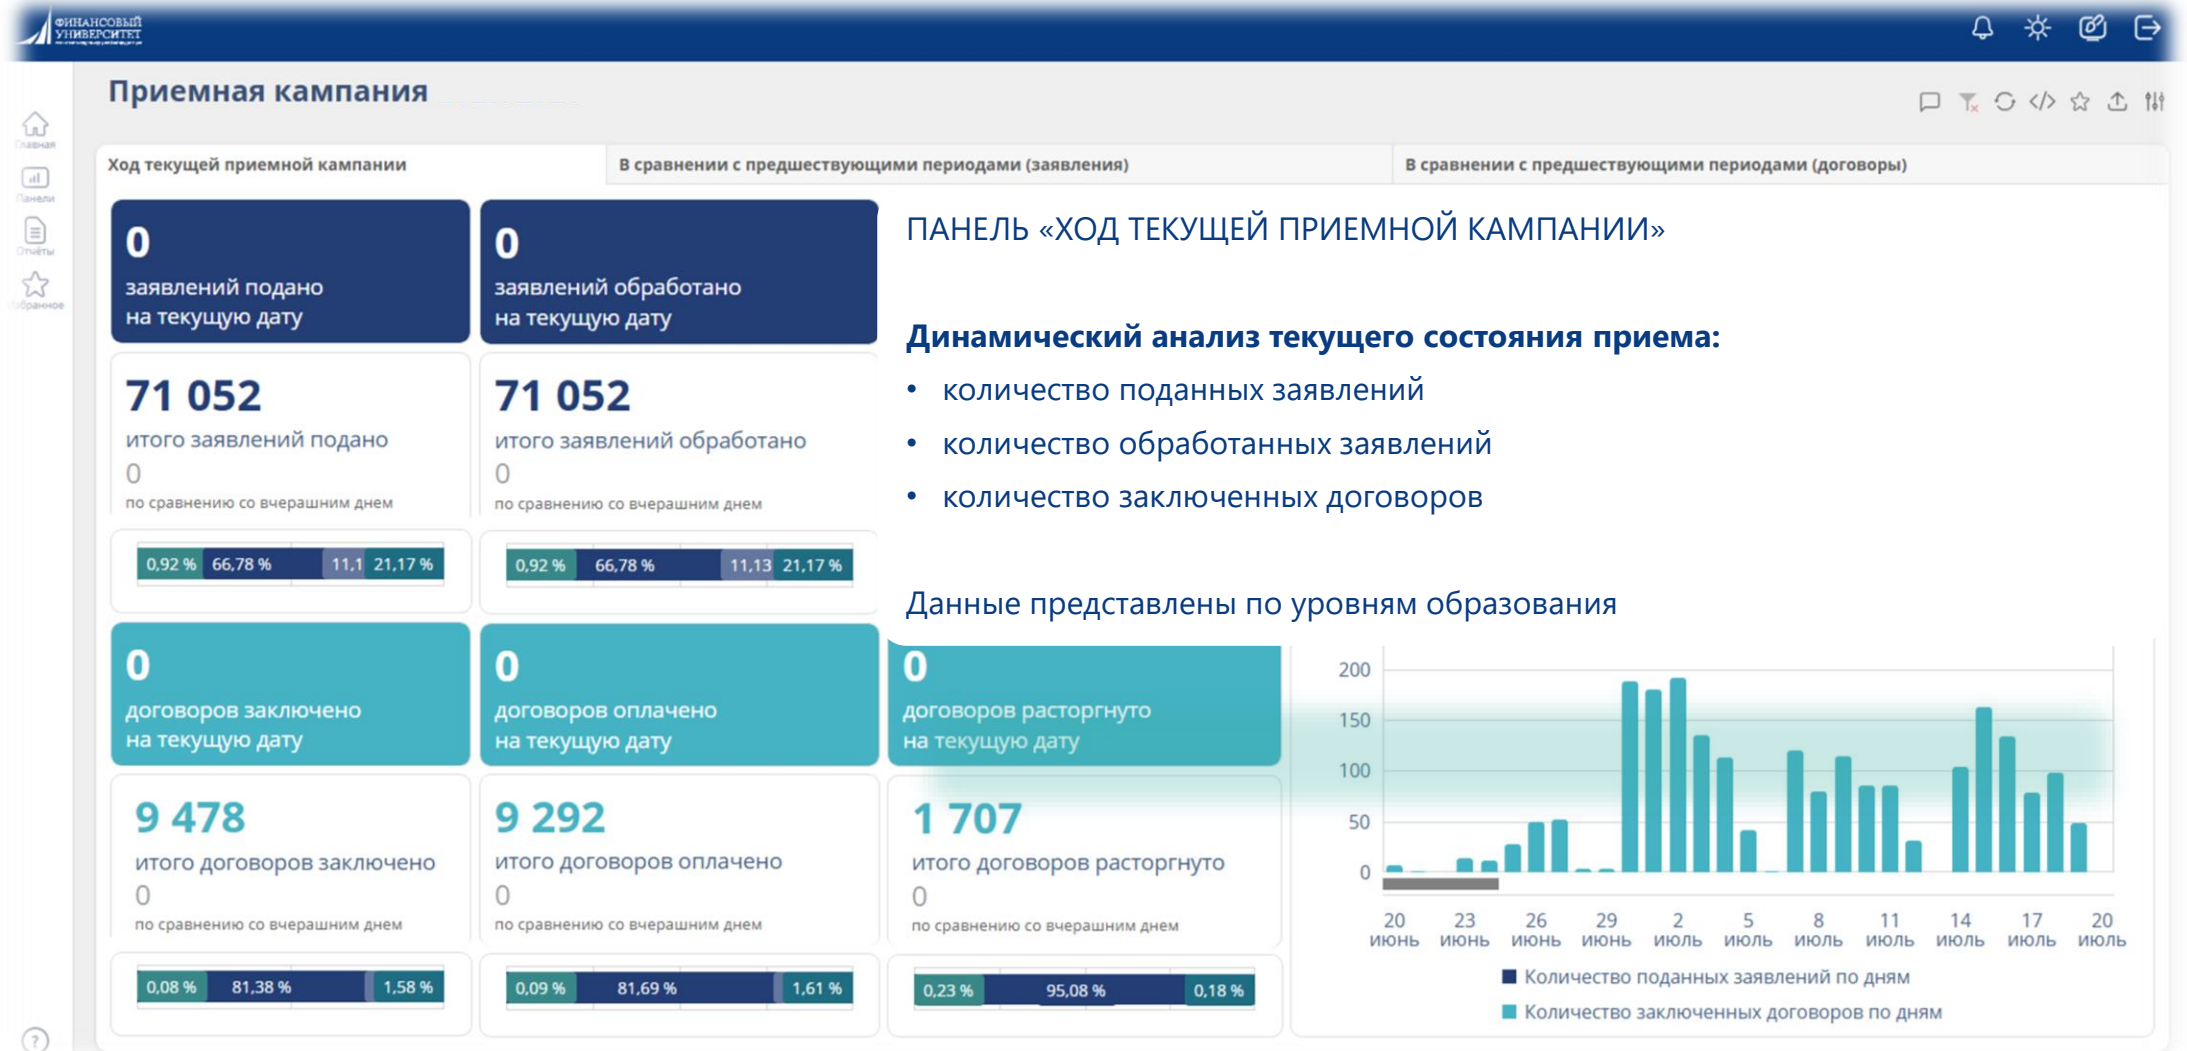 ФИНАНСОВЫЙ
УНИВЕРСИТЕТ
Приемная кампания
Главная
Панели
Отчёты
Избранное
Ход текущей приемной кампании
В сравнении с предшествующими периодами (заявления)
В сравнении с предшествующими периодами (договоры)
0
заявлений подано
на текущую дату
0
заявлений обработано
на текущую дату
71 052
итого заявлений подано
0
по сравнению со вчерашним днем
71 052
итого заявлений обработано
0
по сравнению со вчерашним днем
0,92 % 66,78 % 11,1 21,17 %
0,92 % 66,78 % 11,13 21,17 %
ПАНЕЛЬ «ХОД ТЕКУЩЕЙ ПРИЕМНОЙ КАМПАНИИ»
Динамический анализ текущего состояния приема:
• количество поданных заявлений
• количество обработанных заявлений
• количество заключенных договоров
Данные представлены по уровням образования
0
договоров заключено
на текущую дату
0
договоров оплачено
на текущую дату
0
договоров расторгнуто
на текущую дату
9 478
итого договоров заключено
0
по сравнению со вчерашним днем
9 292
итого договоров оплачено
0
по сравнению со вчерашним днем
1 707
итого договоров расторгнуто
0
по сравнению со вчерашним днем
0,08 % 81,38 % 1,58 %
0,09 % 81,69 % 1,61 %
0,23 % 95,08 % 0,18 %
200
150
100
50
0
20 23 26 29 2 5 8 11 14 17 20
июнь июнь июнь июнь июль июль июль июль июль июль июль
Количество поданных заявлений по дням
Количество заключенных договоров по дням
?